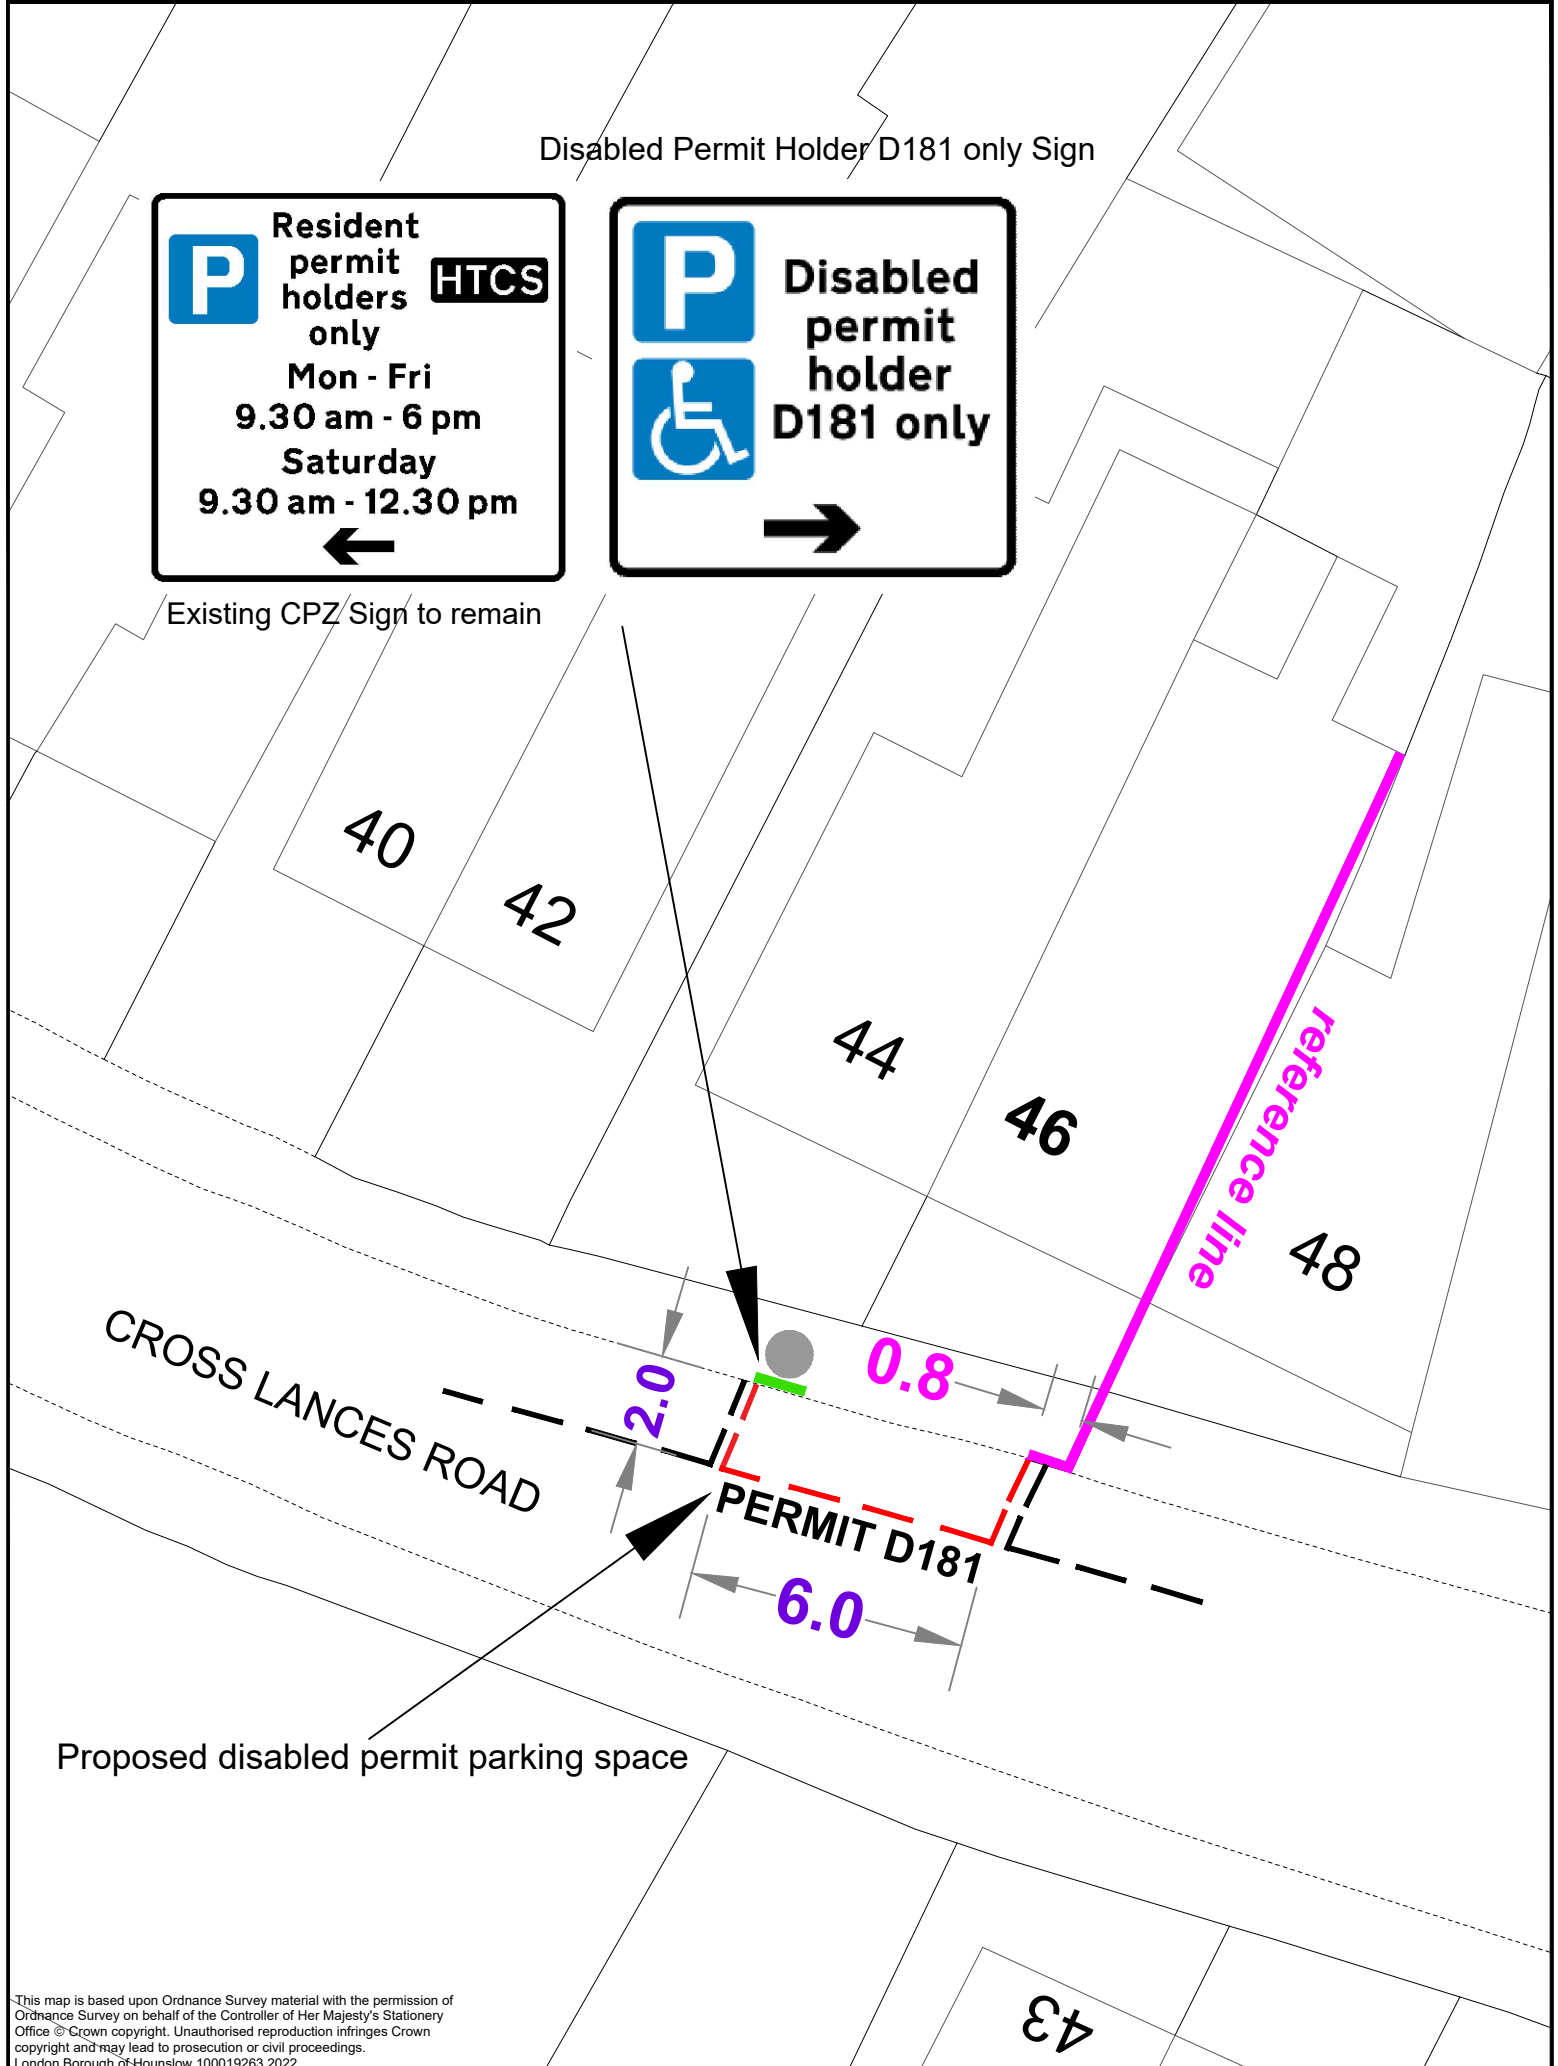 Disabled Permit Holder D181 only Sign
P
Resident
permit
holders
only
HTCS
Mon - Fri
9.30 am - 6 pm
Saturday
9.30 am - 12.30 pm
P
Disabled
permit
holder
D181 only
Existing CPZ Sign to remain
40
42
44
46
48
reference line
CROSS LANCES ROAD
2.0
0.8
PERMIT D181
6.0
Proposed disabled permit parking space
43
This map is based upon Ordnance Survey material with the permission of
Ordnance Survey on behalf of the Controller of Her Majesty's Stationery
Office © Crown copyright. Unauthorised reproduction infringes Crown
copyright and may lead to prosecution or civil proceedings.
London Borough of Hounslow 100019263 2022